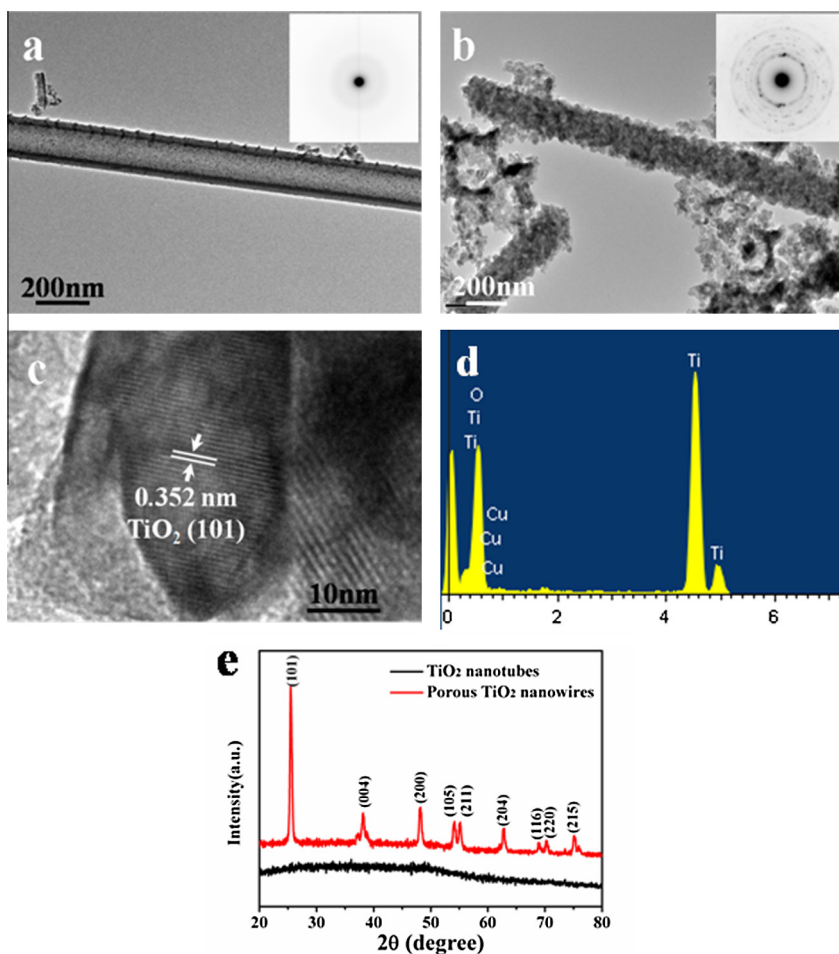 a
200nm
b
200nm
c
0.352 nm
TiO₂ (101)
10nm
d
O
Ti
Ti
Cu
Cu
Cu
Ti
Ti
0 2 4 6
e
TiO₂ nanotubes
Porous TiO₂ nanowires
(101)
(004)
(200)
(105)
(211)
(204)
(116)
(220)
(215)
Intensity(a.u.)
20 30 40 50 60 70 80
2θ (degree)